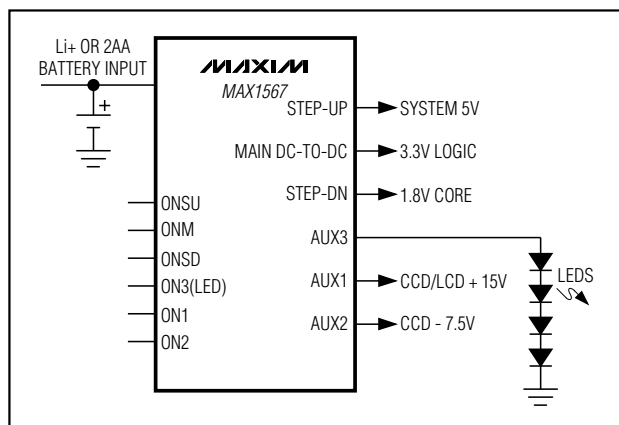 Li+ OR 2AA
BATTERY INPUT
+
MAXIM
MAX1567
STEP-UP
SYSTEM 5V
MAIN DC-TO-DC
3.3V LOGIC
STEP-DN
1.8V CORE
ONSU
ONM
AUX3
ONSD
LEDS
ON3(LED)
AUX1
CCD/LCD + 15V
ON1
AUX2
CCD - 7.5V
ON2